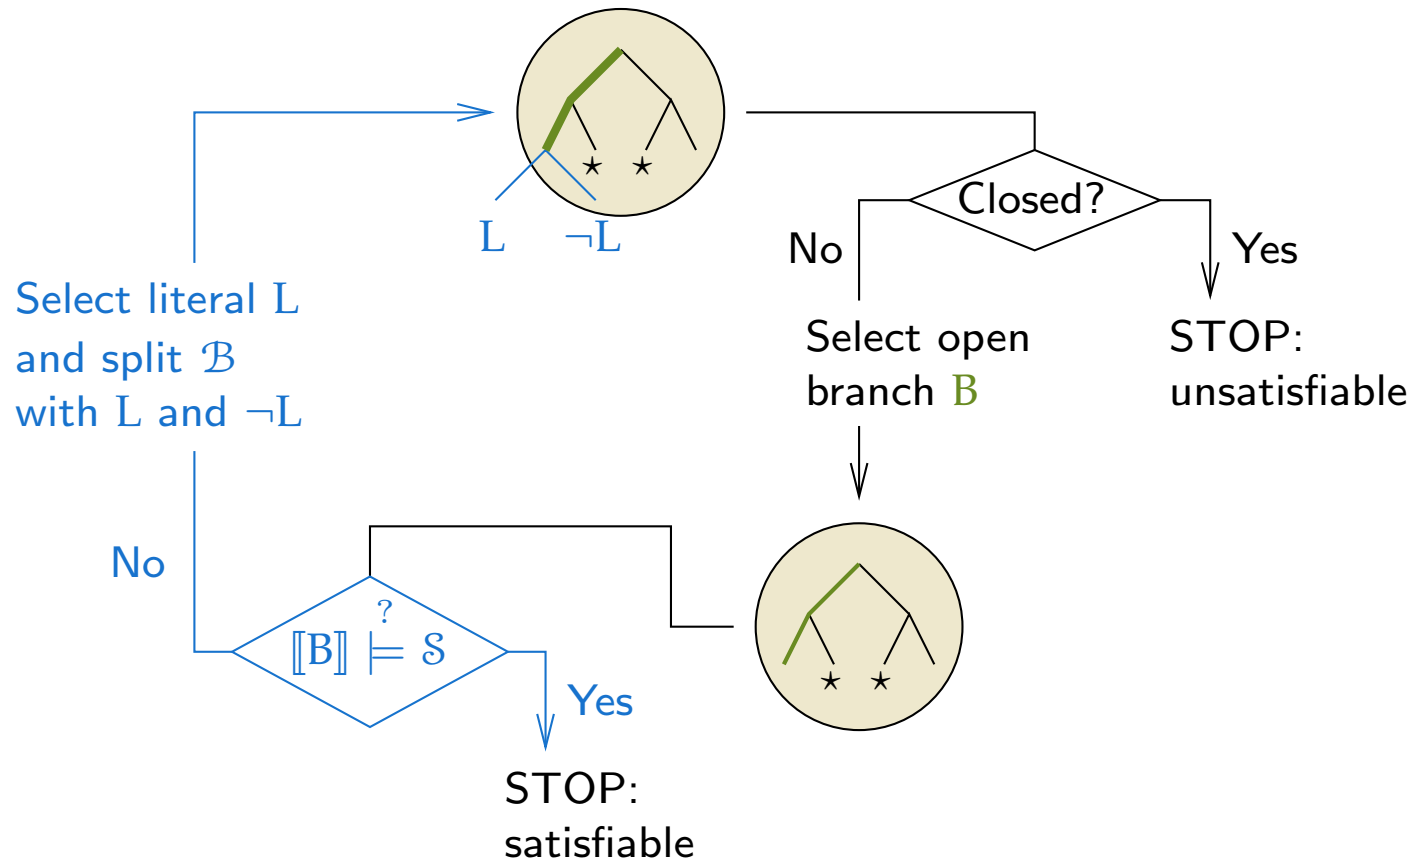 ★ ★
L ¬L
Closed?
No
Yes
Select literal L
and split ℬ
with L and ¬L
Select open
branch B
STOP:
unsatisfiable
No
⟦B⟧ ⊨? 𝒮
Yes
★ ★
STOP:
satisfiable